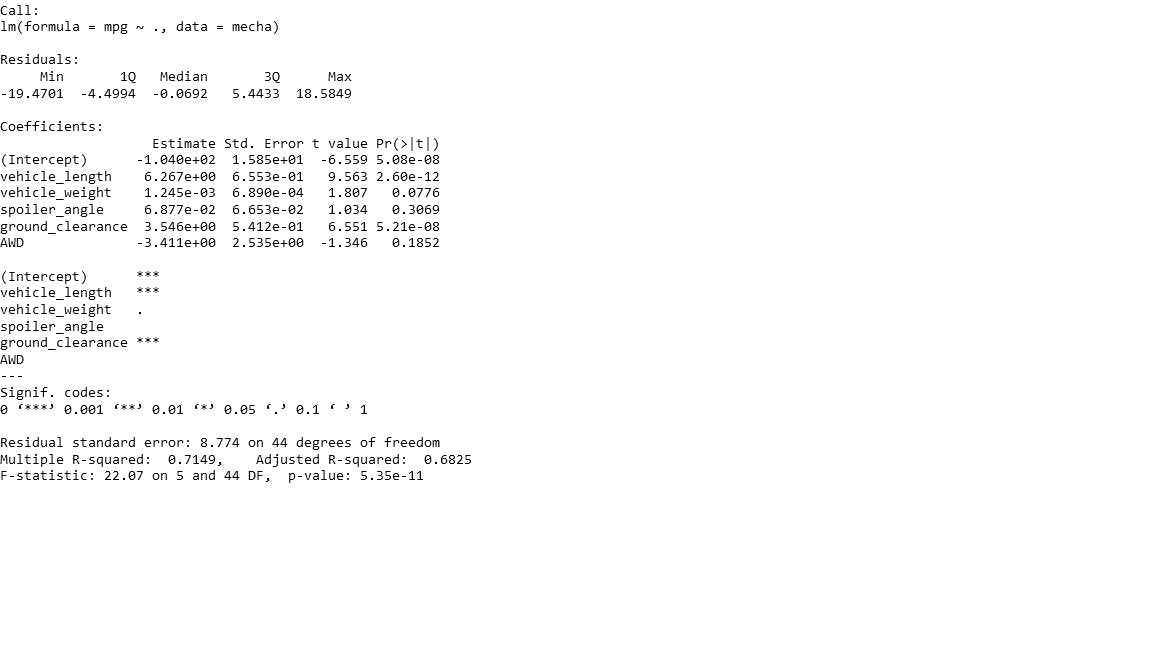 Call:
lm(formula = mpg ~ ., data = mecha)
Residuals:
Min 1Q Median 3Q Max
-19.4701 -4.4994 -0.0692 5.4433 18.5849
Coefficients:
Estimate Std. Error t value Pr(>|t|)
(Intercept) -1.040e+02 1.585e+01 -6.559 5.08e-08
vehicle_length 6.267e+00 6.553e-01 9.563 2.60e-12
vehicle_weight 1.245e-03 6.890e-04 1.807 0.0776
spoiler_angle 6.877e-02 6.653e-02 1.034 0.3069
ground_clearance 3.546e+00 5.412e-01 6.551 5.21e-08
AWD -3.411e+00 2.535e+00 -1.346 0.1852
(Intercept) ***
vehicle_length ***
vehicle_weight .
spoiler_angle
ground_clearance ***
AWD
---
Signif. codes:
0 ‘***’ 0.001 ‘**’ 0.01 ‘*’ 0.05 ‘.’ 0.1 ‘ ’ 1
Residual standard error: 8.774 on 44 degrees of freedom
Multiple R-squared: 0.7149, Adjusted R-squared: 0.6825
F-statistic: 22.07 on 5 and 44 DF, p-value: 5.35e-11